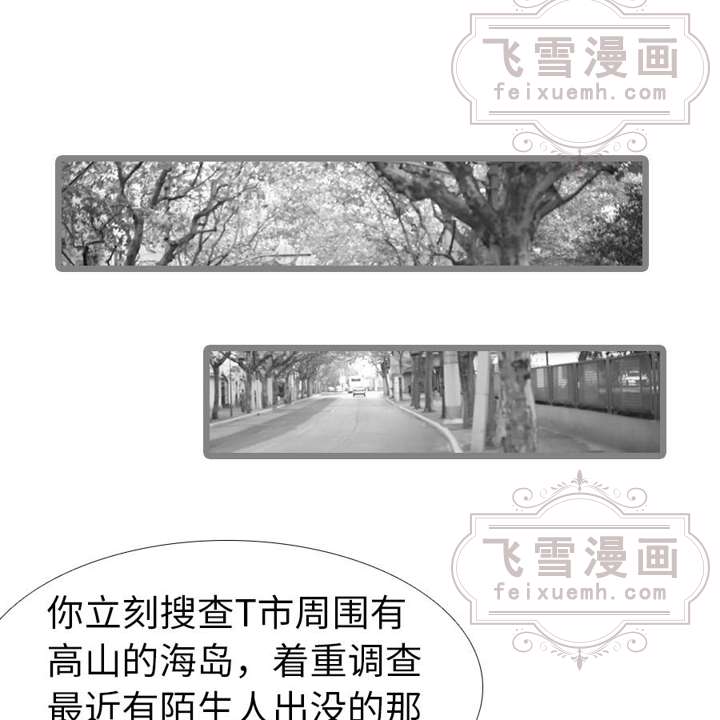 飞雪漫画
feixuemh.com
飞雪漫画
feixuemh.com
你立刻搜查T市周围有
高山的海岛，着重调查
最近有陌生人出没的那